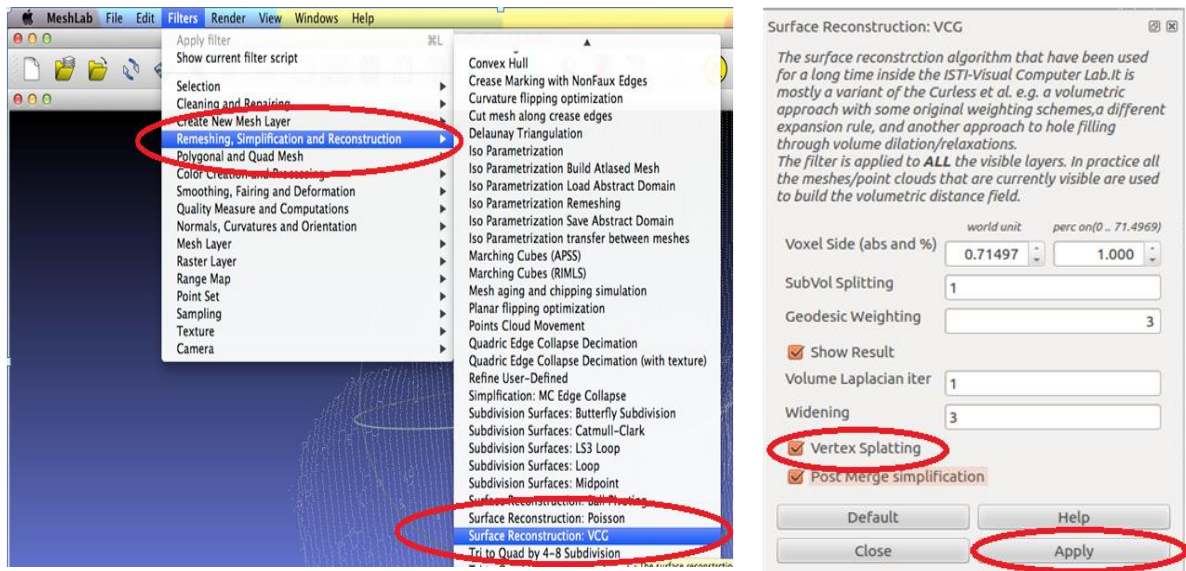 MeshLab File Edit Filters Render View Windows Help
Apply filter ⌘L
Show current filter script
Selection
Cleaning and Repairing
Create New Mesh Layer
Remeshing, Simplification and Reconstruction
Polygonal and Quad Mesh
Color Creation and Processing
Smoothing, Fairing and Deformation
Quality Measure and Computations
Normals, Curvatures and Orientation
Mesh Layer
Raster Layer
Range Map
Point Set
Sampling
Texture
Camera
Convex Hull
Crease Marking with NonFaux Edges
Curvature flipping optimization
Cut mesh along crease edges
Delaunay Triangulation
Iso Parametrization
Iso Parametrization Build Atlased Mesh
Iso Parametrization Load Abstract Domain
Iso Parametrization Remeshing
Iso Parametrization Save Abstract Domain
Iso Parametrization transfer between meshes
Marching Cubes (APSS)
Marching Cubes (RIMLS)
Mesh aging and chipping simulation
Planar flipping optimization
Points Cloud Movement
Quadric Edge Collapse Decimation
Quadric Edge Collapse Decimation (with texture)
Refine User-Defined
Simplfication: MC Edge Collapse
Subdivision Surfaces: Butterfly Subdivision
Subdivision Surfaces: Catmull-Clark
Subdivision Surfaces: LS3 Loop
Subdivision Surfaces: Loop
Subdivision Surfaces: Midpoint
Surface Reconstruction: Ball Pivoting
Surface Reconstruction: Poisson
Surface Reconstruction: VCG
Tri to Quad by 4-8 Subdivision
Surface Reconstruction: VCG
The surface reconstrction algorithm that have been used
for a long time inside the ISTI-Visual Computer Lab.It is
mostly a variant of the Curless et al. e.g. a volumetric
approach with some original weighting schemes,a different
expansion rule, and another approach to hole filling
through volume dilation/relaxations.
The filter is applied to ALL the visible layers. In practice all
the meshes/point clouds that are currently visible are used
to build the volumetric distance field.
world unit perc on(0 .. 71.4969)
Voxel Side (abs and %) 0.71497 1.000
SubVol Splitting 1
Geodesic Weighting 3
Show Result
Volume Laplacian iter 1
Widening 3
Vertex Splatting
Post Merge simplification
Default Help
Close Apply